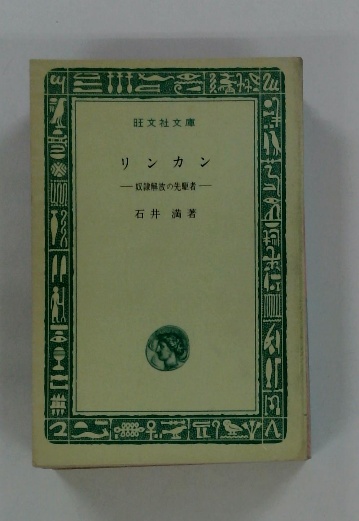 旺文社文庫
リンカン
―奴隷解放の先駆者―
石井 満著